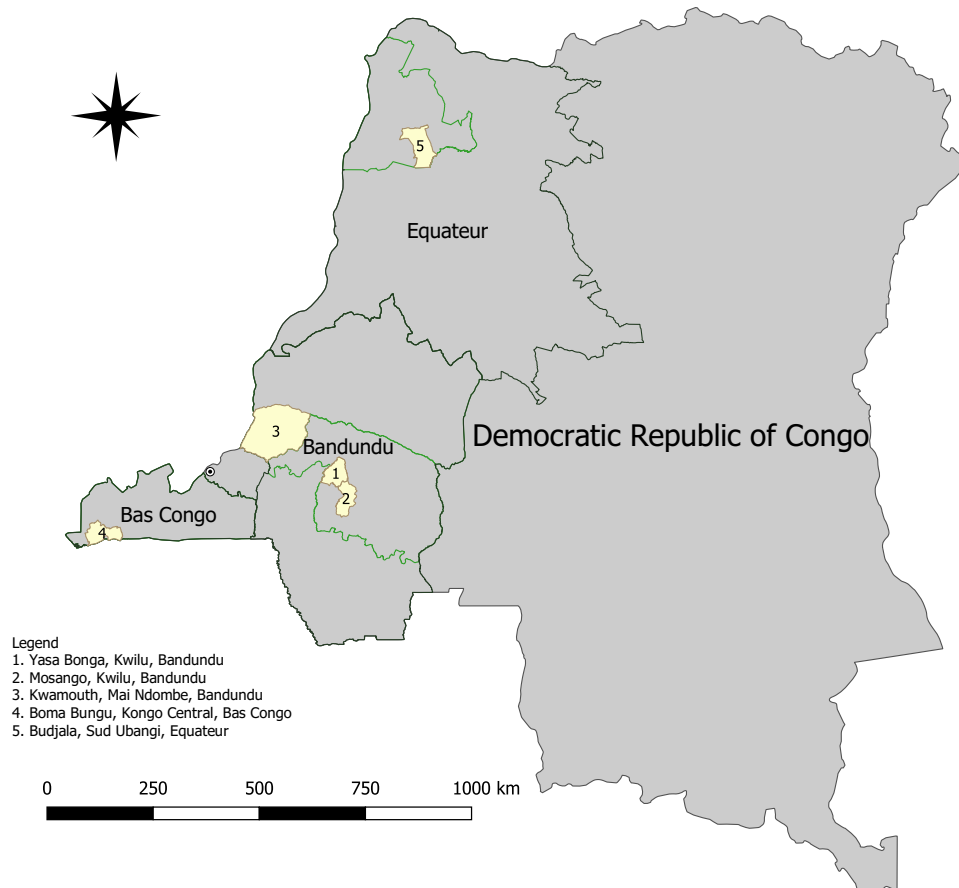 5
Equateur
3
Bandundu
Democratic Republic of Congo
1
2
Bas Congo
4
Legend
1. Yasa Bonga, Kwilu, Bandundu
2. Mosango, Kwilu, Bandundu
3. Kwamouth, Mai Ndombe, Bandundu
4. Boma Bungu, Kongo Central, Bas Congo
5. Budjala, Sud Ubangi, Equateur
0 250 500 750 1000 km